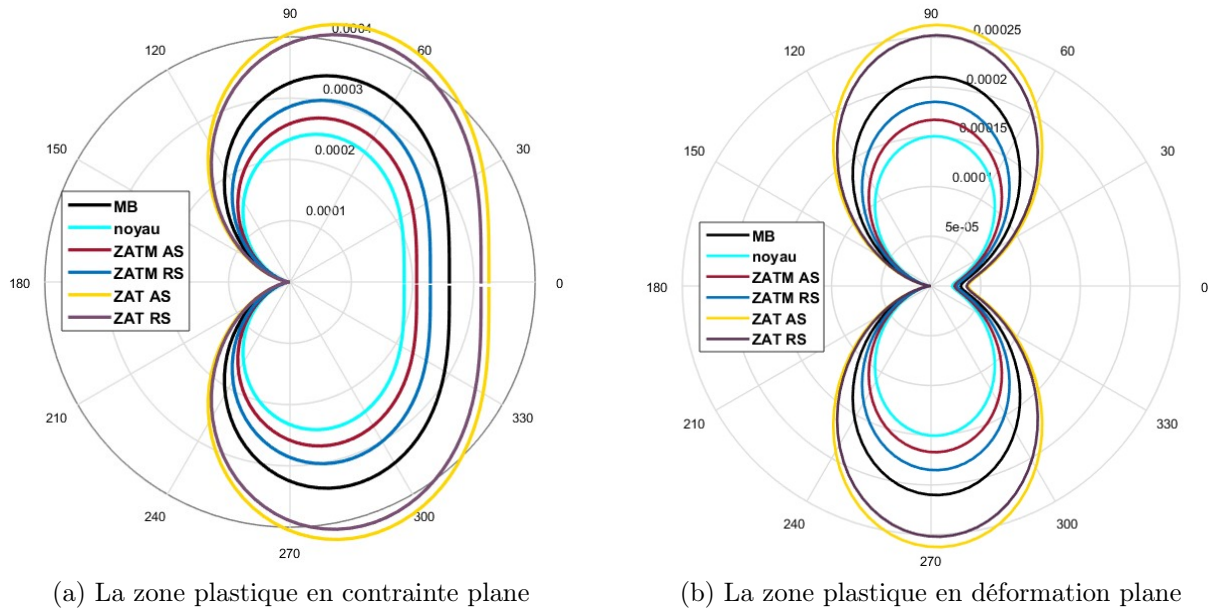 90
120
0.0004
60
0.0003
150
0.0002
30
0.0001
MB
noyau
ZATM AS
ZATM RS
ZAT AS
ZAT RS
180
0
210
330
240
300
270
(a) La zone plastique en contrainte plane
90
0.00025
120
60
0.0002
0.00015
150
30
0.0001
5e-05
MB
noyau
ZATM AS
ZATM RS
ZAT AS
ZAT RS
180
0
210
330
240
300
270
(b) La zone plastique en déformation plane